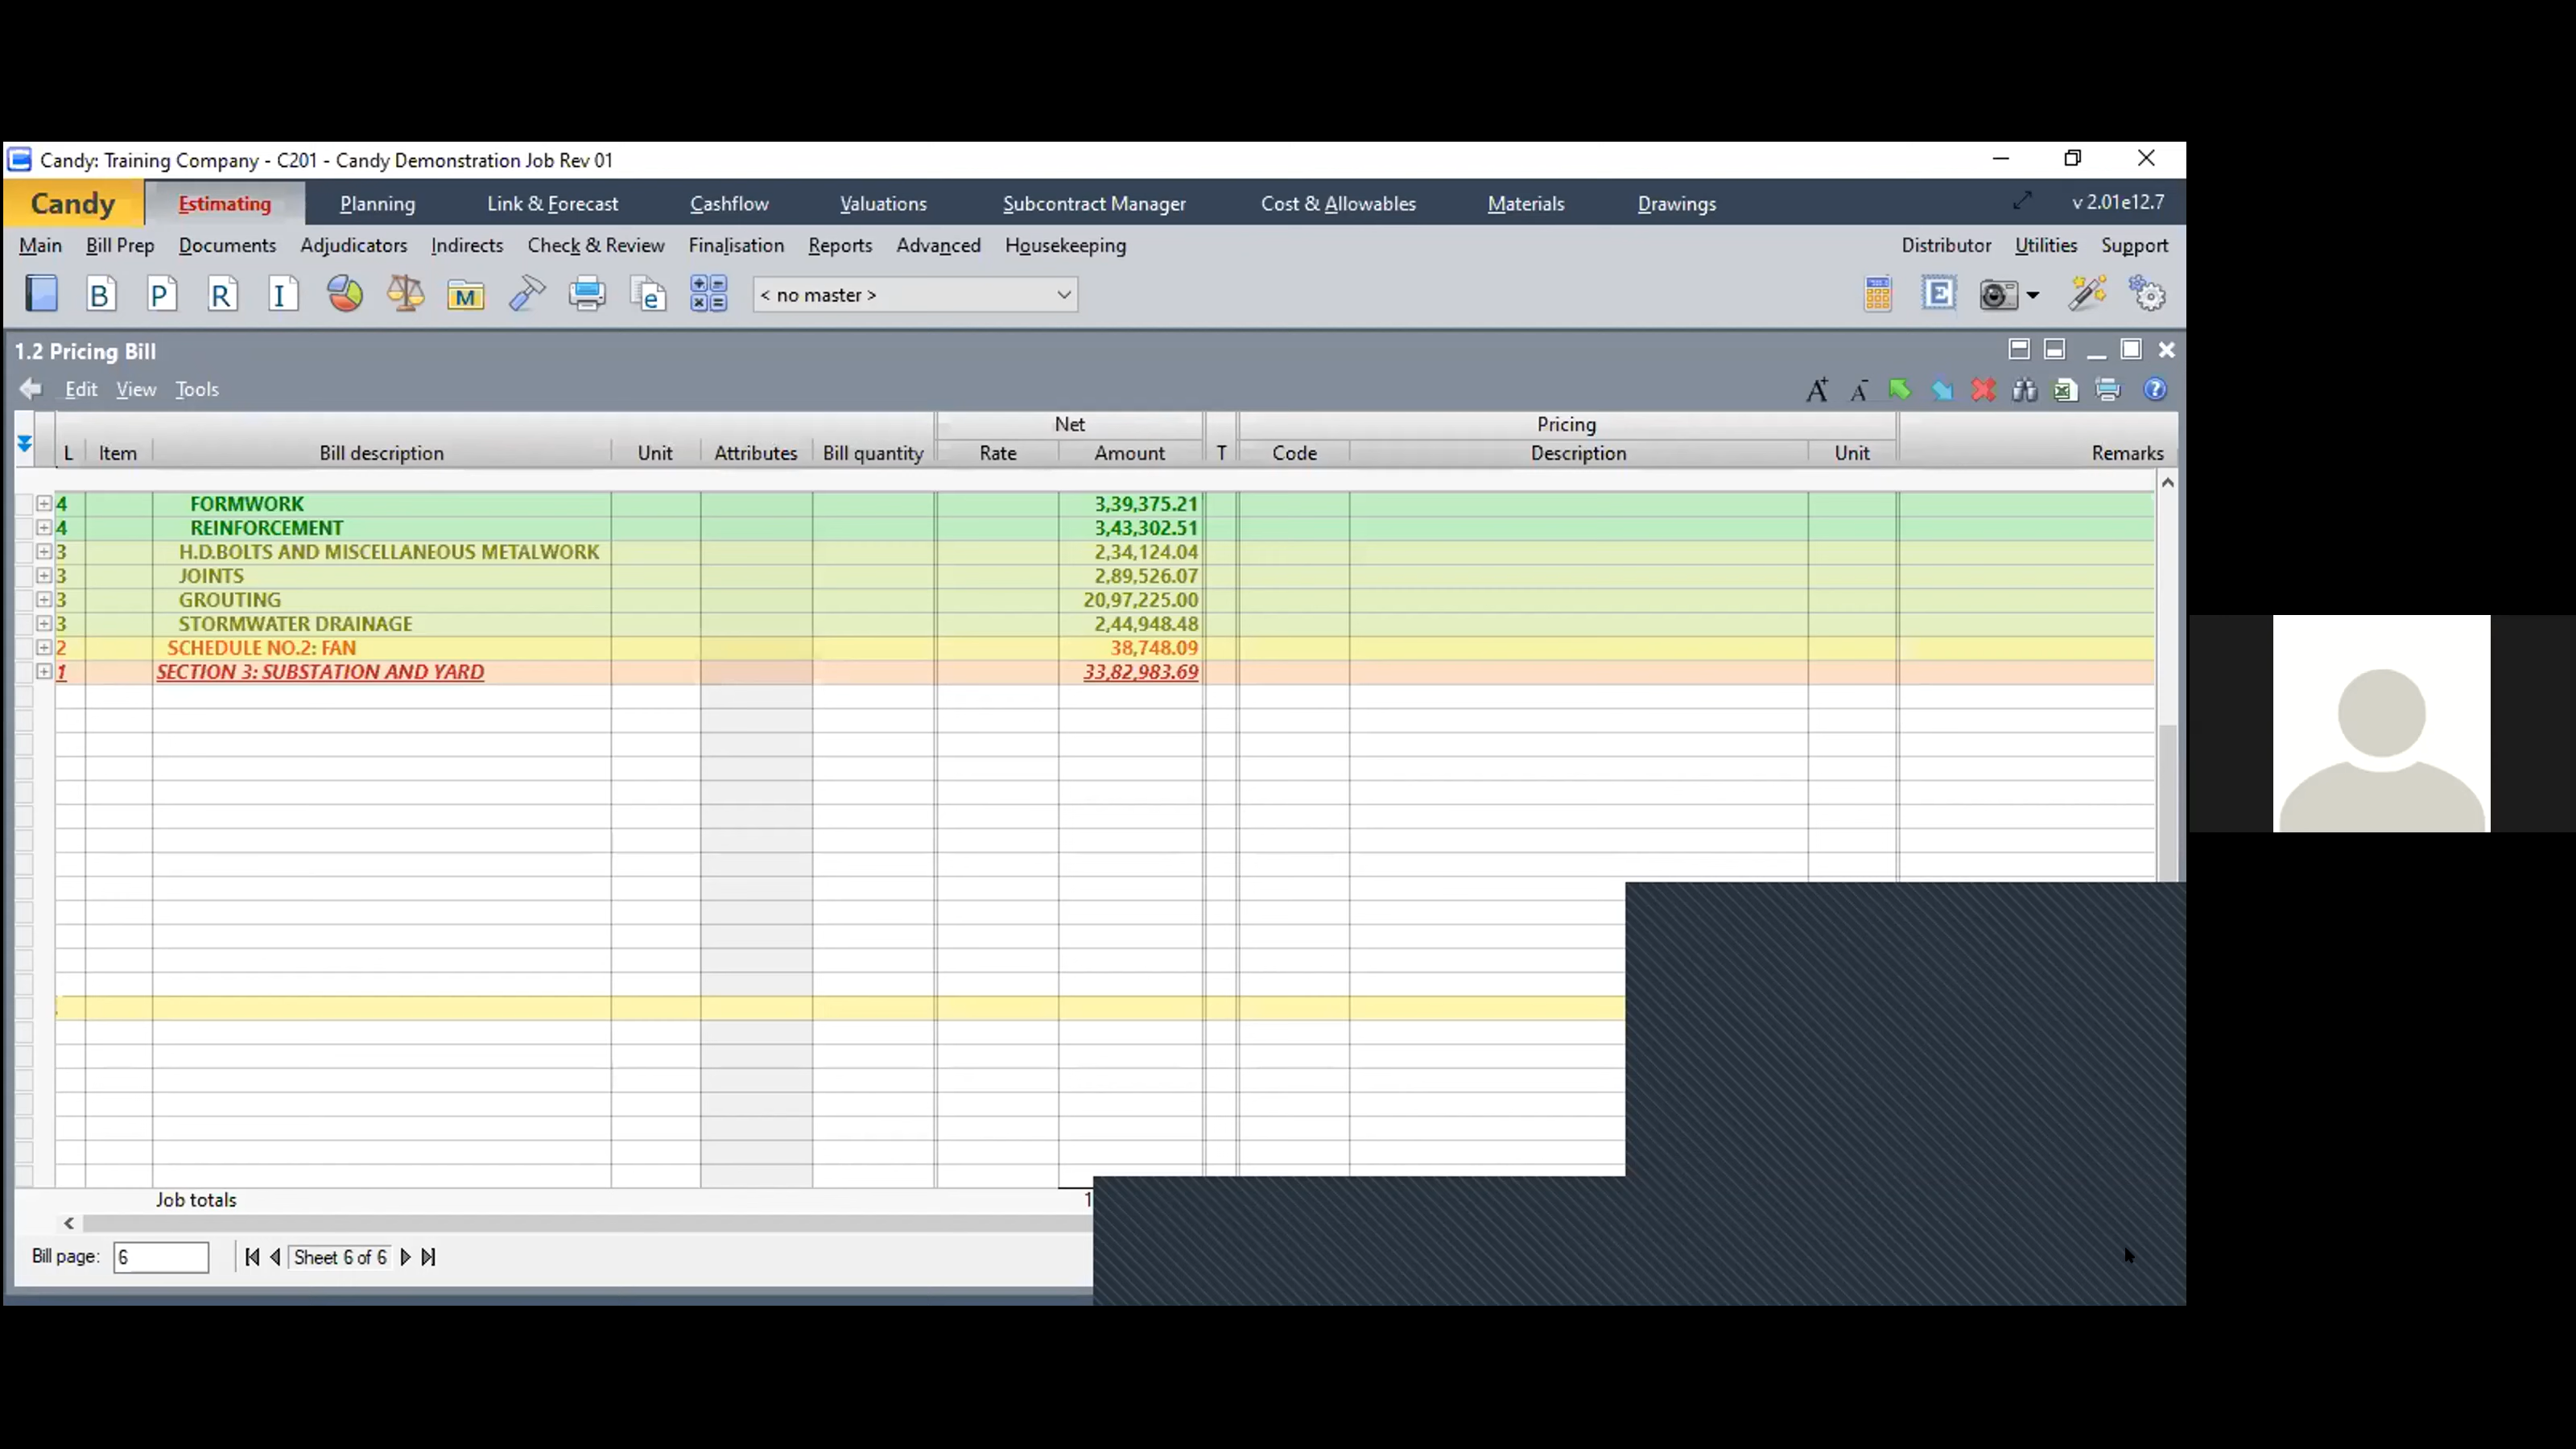 Candy: Training Company - C201 - Candy Demonstration Job Rev 01
Candy Estimating Planning Link & Forecast Cashflow Valuations Subcontract Manager Cost & Allowables Materials Drawings v 2.01e12.7
Main Bill Prep Documents Adjudicators Indirects Check & Review Finalisation Reports Advanced Housekeeping Distributor Utilities Support
B P R I M e < no master > E
1.2 Pricing Bill
Edit View Tools A+ A-
Net Pricing
L Item Bill description Unit Attributes Bill quantity Rate Amount T Code Description Unit Remarks
4 FORMWORK 3,39,375.21
4 REINFORCEMENT 3,43,302.51
3 H.D.BOLTS AND MISCELLANEOUS METALWORK 2,34,124.04
3 JOINTS 2,89,526.07
3 GROUTING 20,97,225.00
3 STORMWATER DRAINAGE 2,44,948.48
2 SCHEDULE NO.2: FAN 38,748.09
1 SECTION 3: SUBSTATION AND YARD 33,82,983.69
Job totals 1
Bill page: 6 Sheet 6 of 6